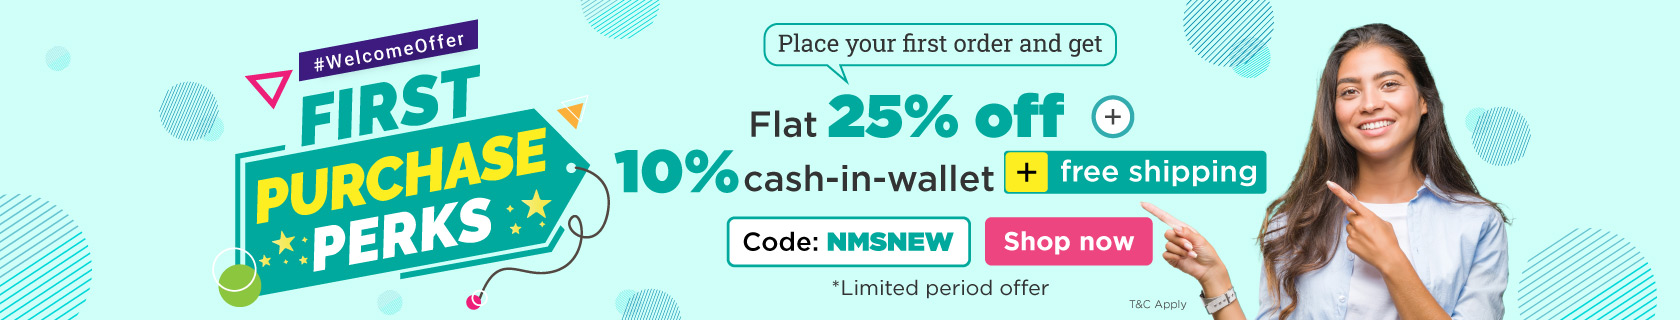 #WelcomeOffer
FIRST
PURCHASE
PERKS
Place your first order and get
Flat 25% off +
10% cash-in-wallet + free shipping
Code: NMSNEW Shop now
*Limited period offer
T&C Apply